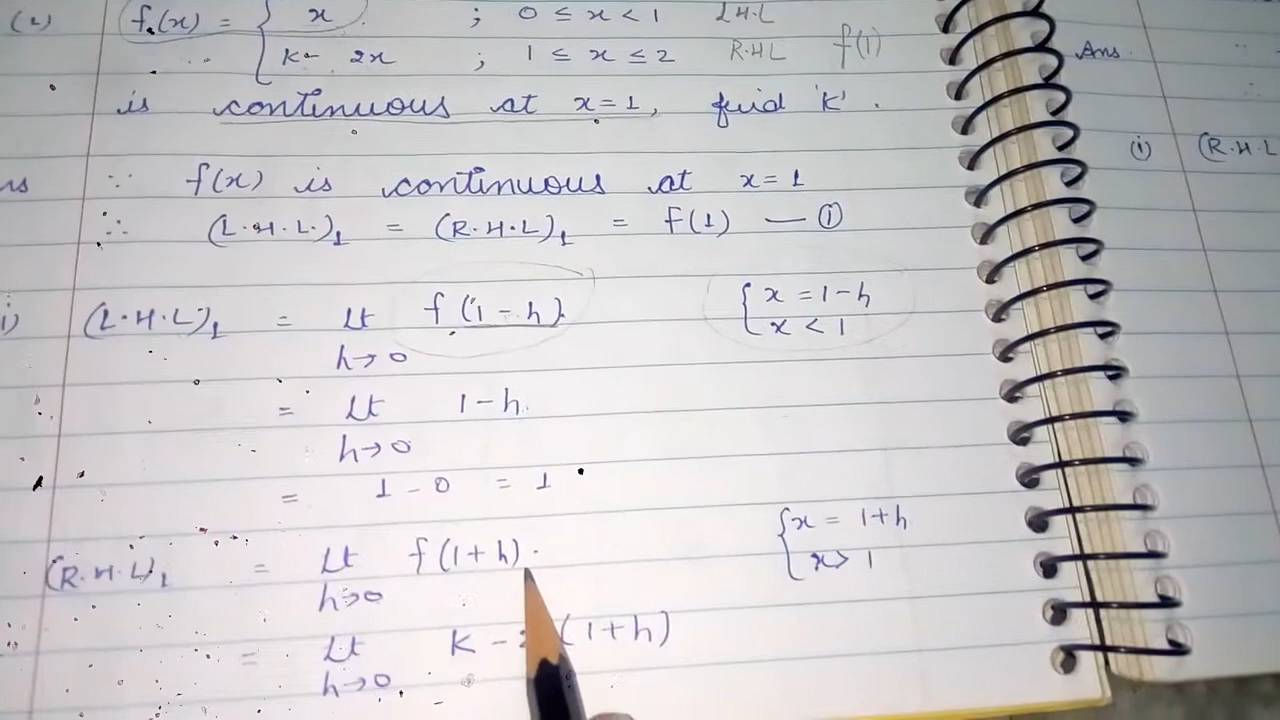 (2) f(x) = { x ; 0 ≤ x < 1 L.H.L
K - 2x ; 1 ≤ x ≤ 2 R.H.L f(1)
is continuous at x=1, find 'K'.
∵ f(x) is continuous at x=1
∴ (L.H.L.)₁ = (R.H.L)₁ = f(1) — ①
i) (L.H.L)₁ = Lt f(1-h) { x = 1-h
h→0 x < 1
= Lt 1-h
h→0
= 1-0 = 1
(R.H.L)₁ = Lt f(1+h). { x = 1+h
h→0 x > 1
= Lt K - (1+h)
h→0
Ans
(i) (R.H.L